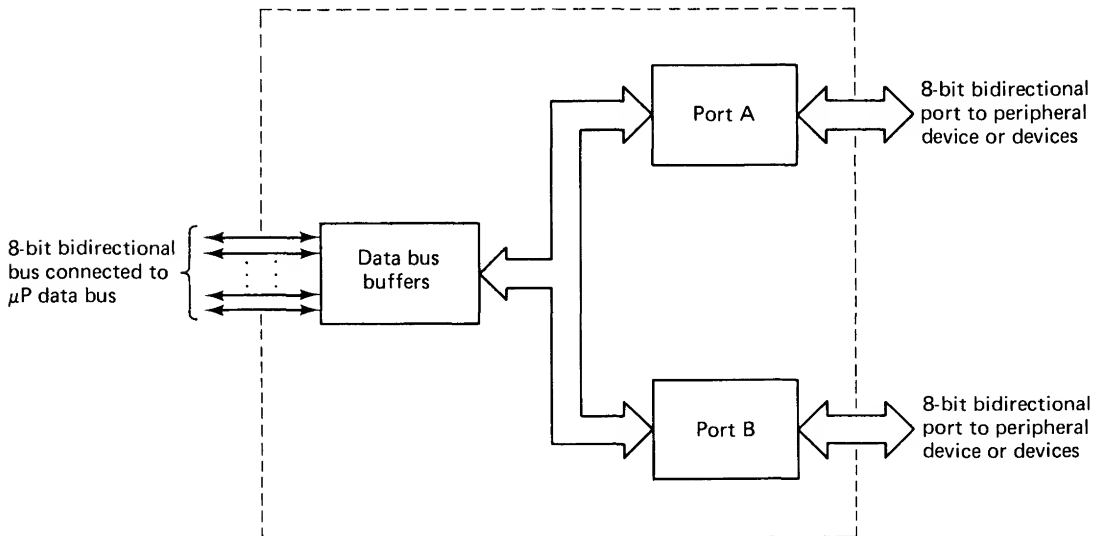 Port A
8-bit bidirectional
port to peripheral
device or devices
8-bit bidirectional
bus connected to
μP data bus
Data bus
buffers
Port B
8-bit bidirectional
port to peripheral
device or devices